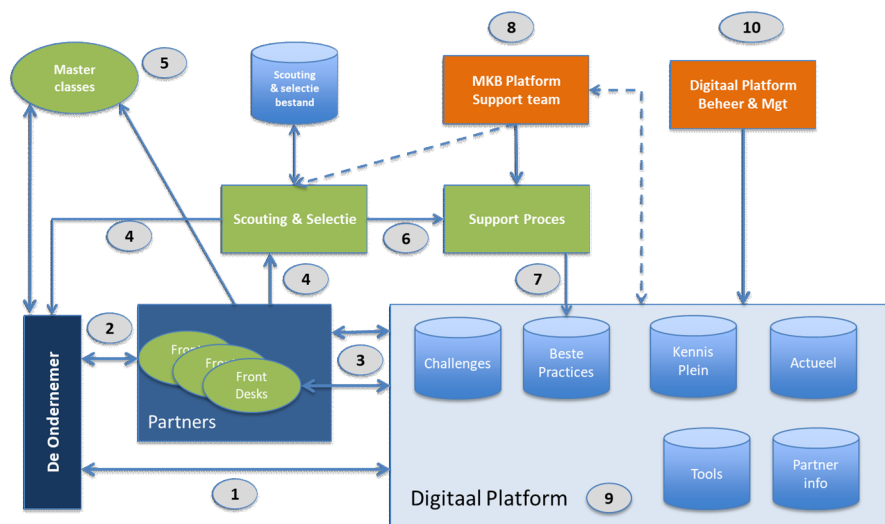 8
10
5
Master
classes
Scouting
& selectie
bestand
MKB Platform
Support team
Digitaal Platform
Beheer & Mgt
Scouting & Selectie
Support Proces
4
6
4
7
2
Front
Front
Front
Desks
Partners
3
De Ondernemer
1
Challenges
Beste
Practices
Kennis
Plein
Actueel
Tools
Partner
info
Digitaal Platform
9